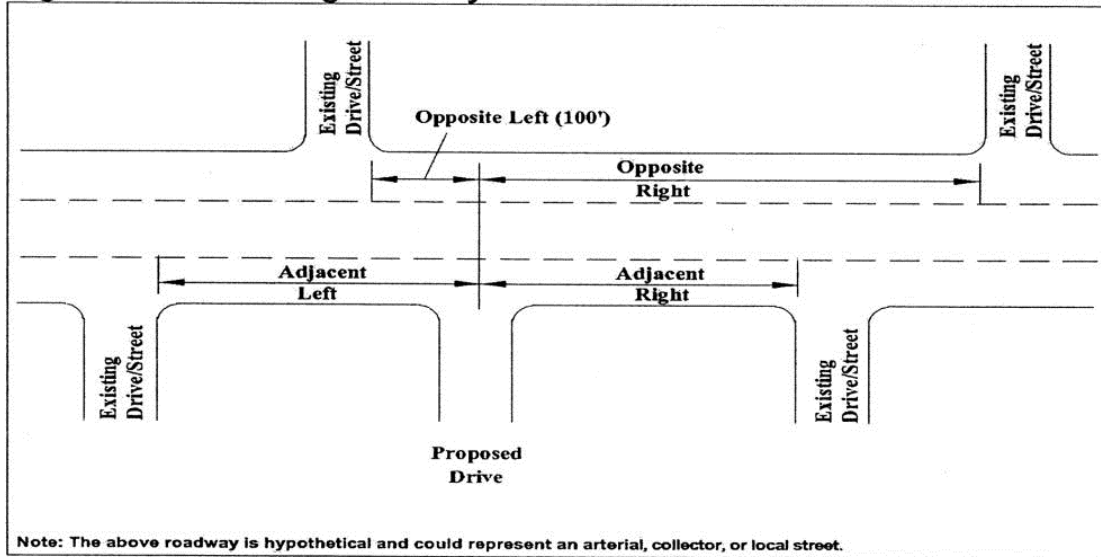 Existing
Drive/Street
Existing
Drive/Street
Opposite Left (100')
Opposite
Right
Adjacent
Left
Adjacent
Right
Existing
Drive/Street
Existing
Drive/Street
Proposed
Drive
Note: The above roadway is hypothetical and could represent an arterial, collector, or local street.